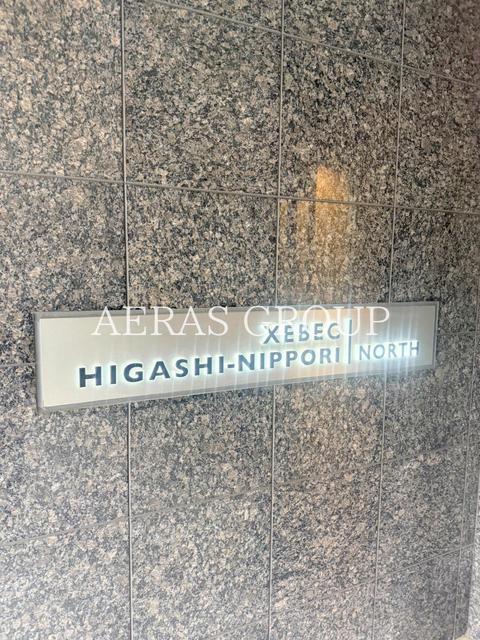 AERAS GROUP
XEBEC
HIGASHI-NIPPORI | NORTH